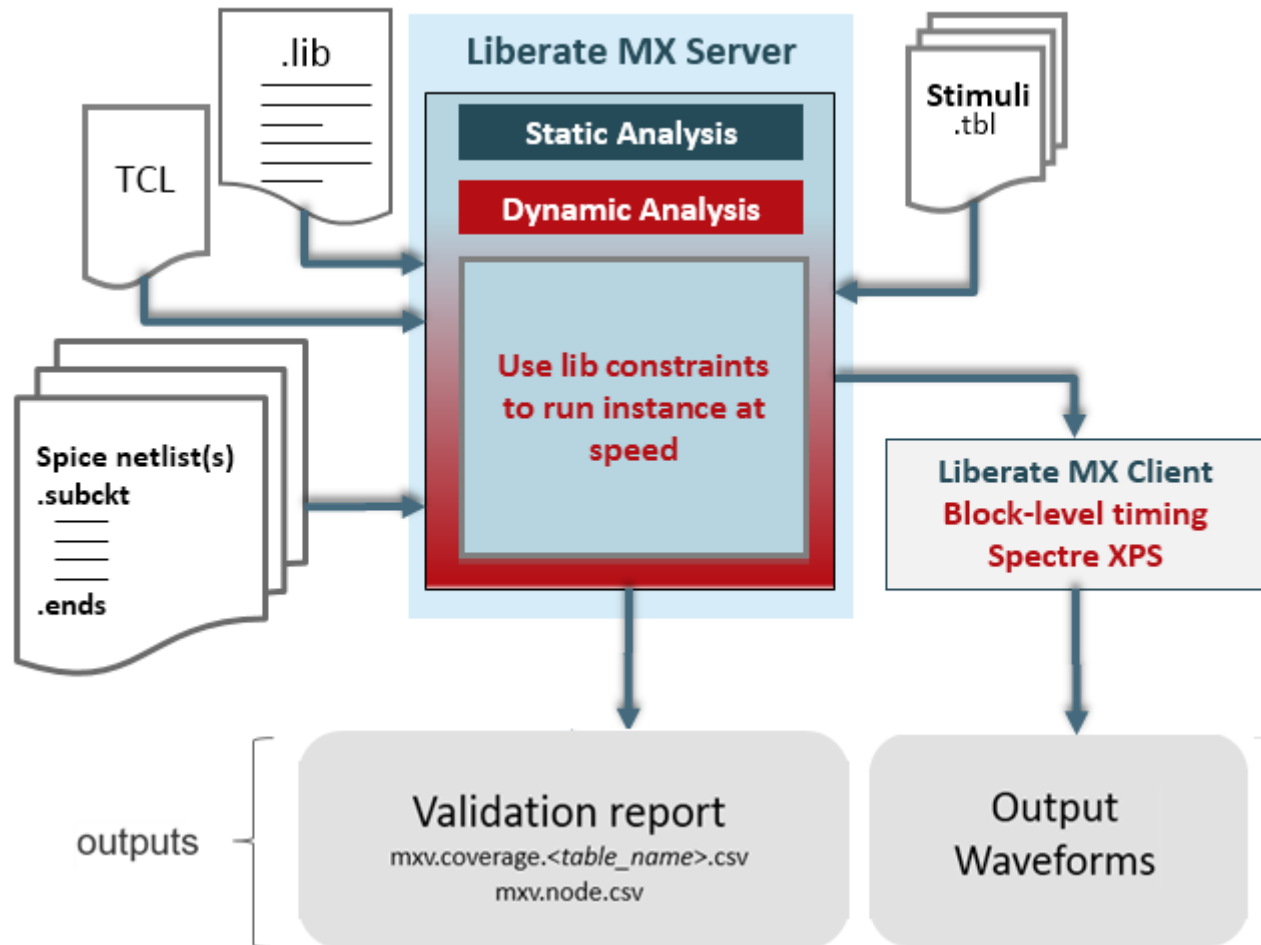 .lib
Liberate MX Server
Stimuli
.tbl
TCL
Static Analysis
Dynamic Analysis
Use lib constraints
to run instance at
speed
Spice netlist(s)
.subckt
.ends
Liberate MX Client
Block-level timing
Spectre XPS
outputs
Validation report
mxv.coverage.<table_name>.csv
mxv.node.csv
Output
Waveforms